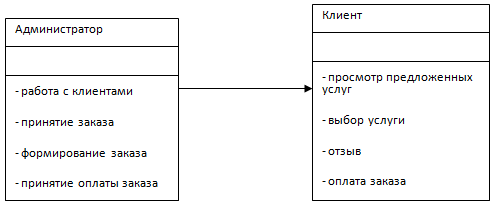 Администратор
- работа с клиентами
- принятие заказа
- формирование заказа
- принятие оплаты заказа
Клиент
- просмотр предложенных
услуг
- выбор услуги
- отзыв
- оплата заказа